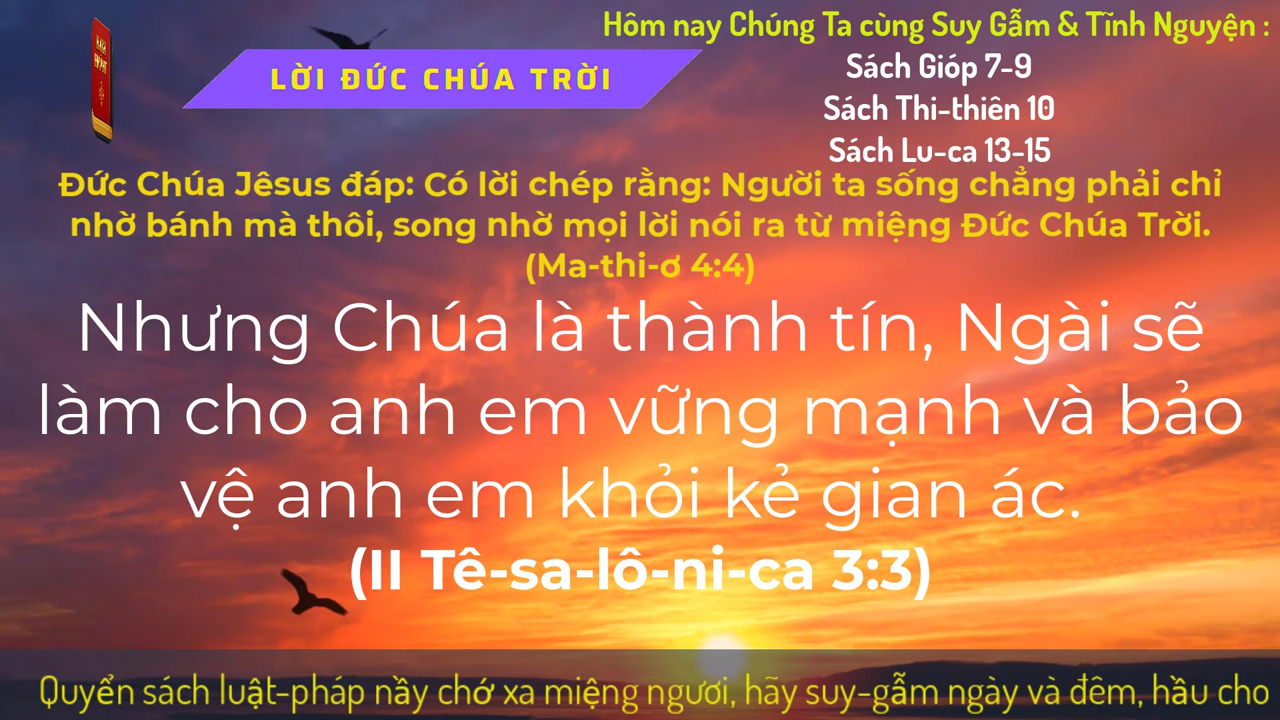 Hôm nay Chúng Ta cùng Suy Gẫm & Tĩnh Nguyện :
LỜI ĐỨC CHÚA TRỜI
Sách Gióp 7-9
Sách Thi-thiên 10
Sách Lu-ca 13-15
Đức Chúa Jêsus đáp: Có lời chép rằng: Người ta sống chẳng phải chỉ
nhờ bánh mà thôi, song nhờ mọi lời nói ra từ miệng Đức Chúa Trời.
(Ma-thi-ơ 4:4)
Nhưng Chúa là thành tín, Ngài sẽ
làm cho anh em vững mạnh và bảo
vệ anh em khỏi kẻ gian ác.
(II Tê-sa-lô-ni-ca 3:3)
Quyển sách luật-pháp nầy chớ xa miệng ngươi, hãy suy-gẫm ngày và đêm, hầu cho